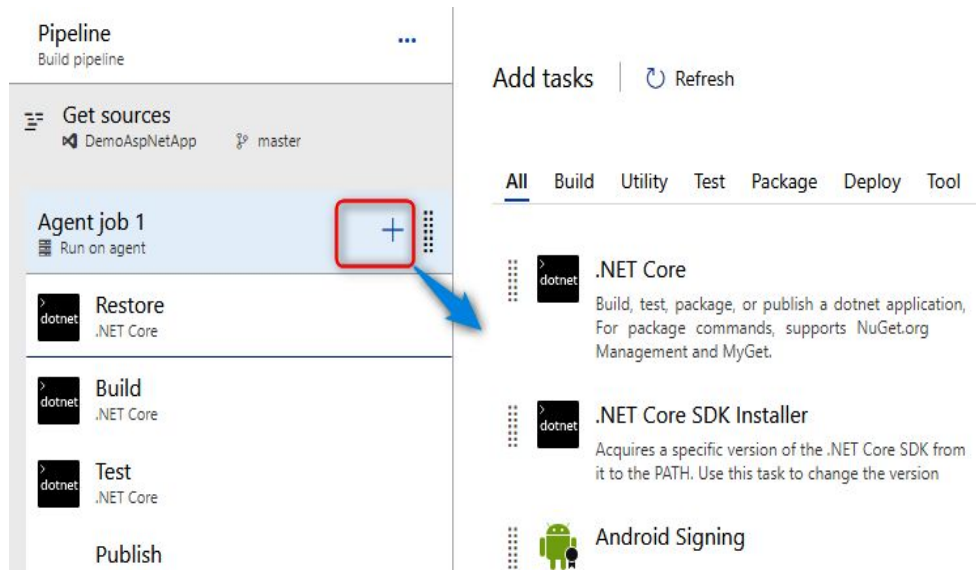 Pipeline
...
Build pipeline
Get sources
DemoAspNetApp master
Agent job 1
Run on agent
>
dotnet
Restore
.NET Core
>
dotnet
Build
.NET Core
>
dotnet
Test
.NET Core
Publish
Add tasks | Refresh
All Build Utility Test Package Deploy Tool
>
dotnet
.NET Core
Build, test, package, or publish a dotnet application,
For package commands, supports NuGet.org
Management and MyGet.
>
dotnet
.NET Core SDK Installer
Acquires a specific version of the .NET Core SDK from
it to the PATH. Use this task to change the version
Android Signing